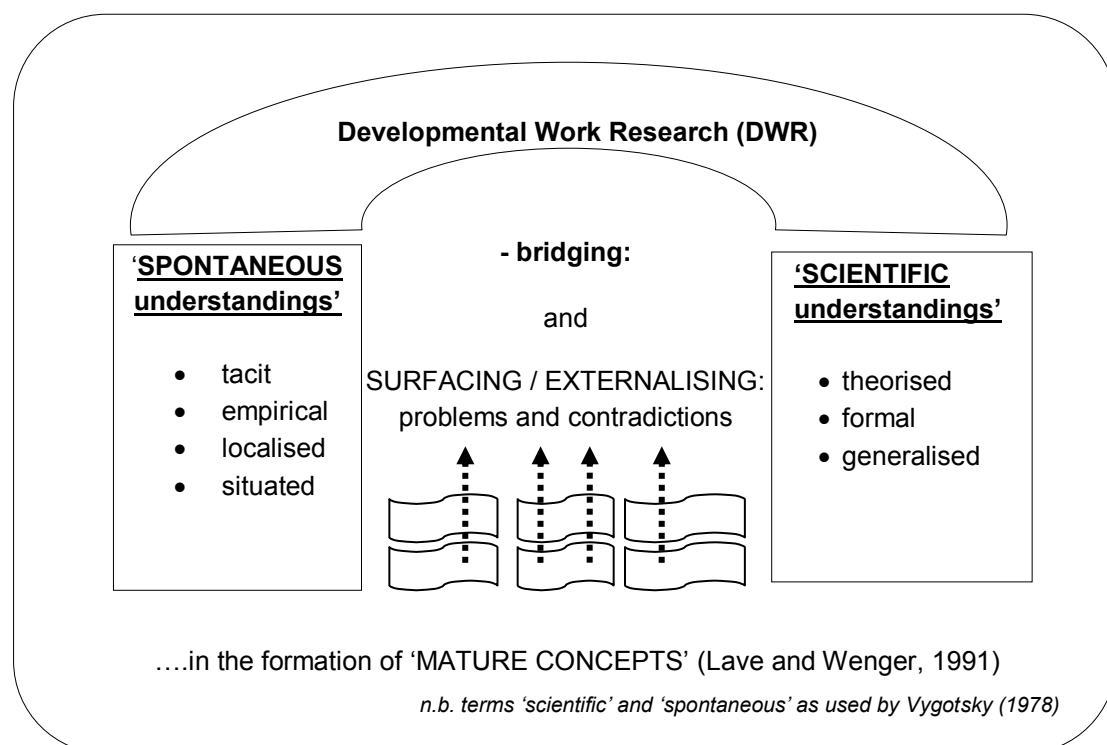 Developmental Work Research (DWR)
‘SPONTANEOUS
understandings’
• tacit
• empirical
• localised
• situated
- bridging:
and
SURFACING / EXTERNALISING:
problems and contradictions
‘SCIENTIFIC
understandings’
• theorised
• formal
• generalised
….in the formation of ‘MATURE CONCEPTS’ (Lave and Wenger, 1991)
n.b. terms ‘scientific’ and ‘spontaneous’ as used by Vygotsky (1978)